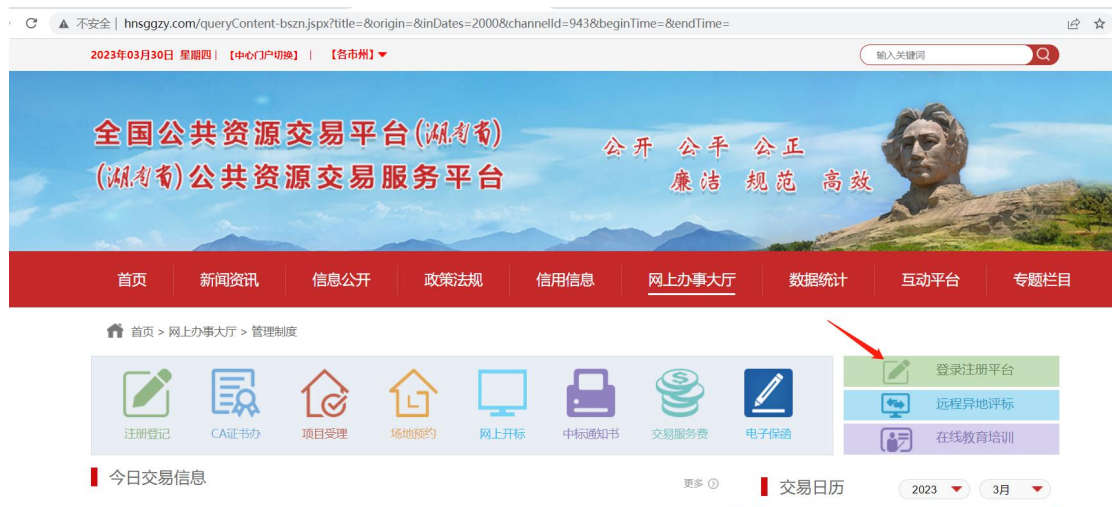 不安全 | hnsggzy.com/queryContent-bszn.jspx?title=&origin=&inDates=2000&channelId=943&beginTime=&endTime=
2023年03月30日 星期四 | 【中心门户切换】 | 【各市州】
输入关键词
全国公共资源交易平台(湖南省)
(湖南省)公共资源交易服务平台
公开 公平 公正
廉洁 规范 高效
首页 新闻资讯 信息公开 政策法规 信用信息 网上办事大厅 数据统计 互动平台 专题栏目
首页 > 网上办事大厅 > 管理制度
登录注册平台
远程异地评标
在线教育培训
注册登记 CA证书办 项目受理 场地预约 网上开标 中标通知书 交易服务费 电子保函
今日交易信息 更多
交易日历 2023 3月